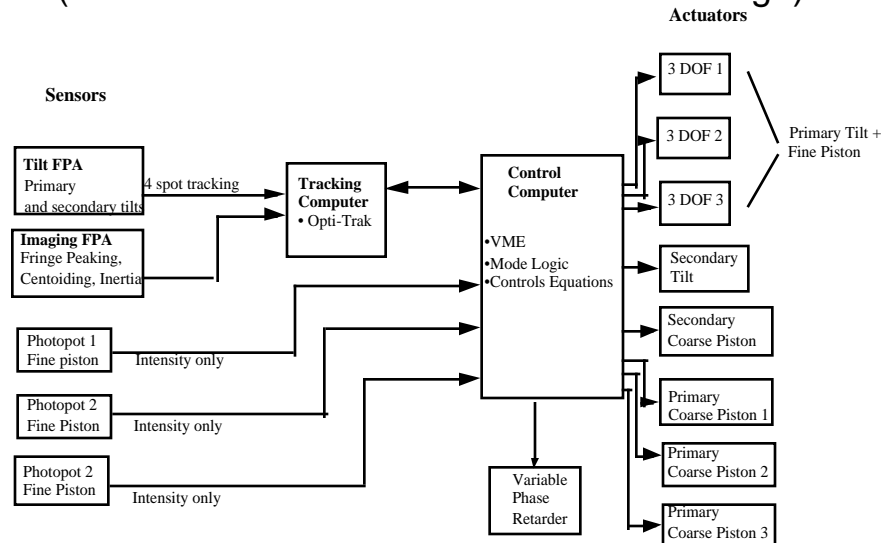 Actuators
Sensors
Tilt FPA
Primary
and secondary tilts
4 spot tracking
Imaging FPA
Fringe Peaking,
Centoiding, Inertia
Photopot 1
Fine piston
Intensity only
Photopot 2
Fine Piston
Intensity only
Photopot 2
Fine Piston
Intensity only
Tracking
Computer
• Opti-Trak
Control
Computer
•VME
•Mode Logic
•Controls Equations
Variable
Phase
Retarder
3 DOF 1
3 DOF 2
3 DOF 3
Primary Tilt +
Fine Piston
Secondary
Tilt
Secondary
Coarse Piston
Primary
Coarse Piston 1
Primary
Coarse Piston 2
Primary
Coarse Piston 3